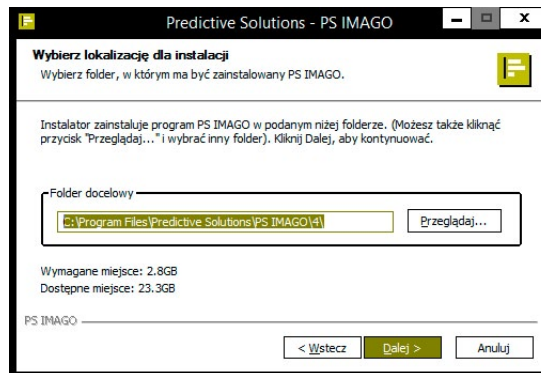 Predictive Solutions - PS IMAGO
Wybierz lokalizację dla instalacji
Wybierz folder, w którym ma być zainstalowany PS IMAGO.
Instalator zainstaluje program PS IMAGO w podanym niżej folderze. (Możesz także kliknąć
przycisk "Przeglądaj..." i wybrać inny folder). Kliknij Dalej, aby kontynuować.
Folder docelowy
C:\Program Files\Predictive Solutions\PS IMAGO\4\
Przeglądaj...
Wymagane miejsce: 2.8GB
Dostępne miejsce: 23.3GB
PS IMAGO
< Wstecz
Dalej >
Anuluj